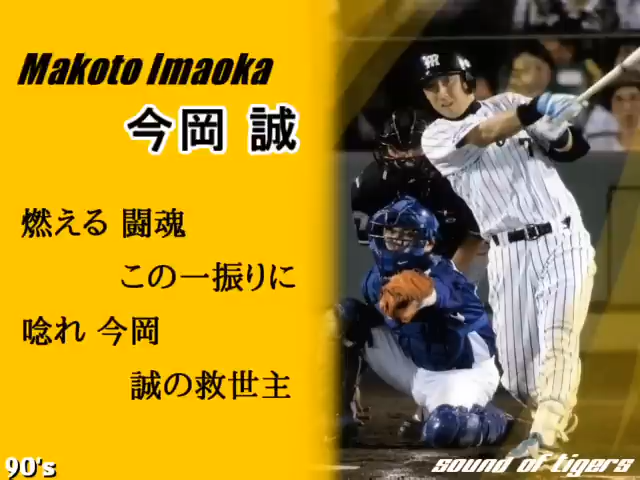 Makoto Imaoka
今岡 誠
燃える 闘魂
この一振りに
唸れ 今岡
誠の救世主
90's
sound of tigers